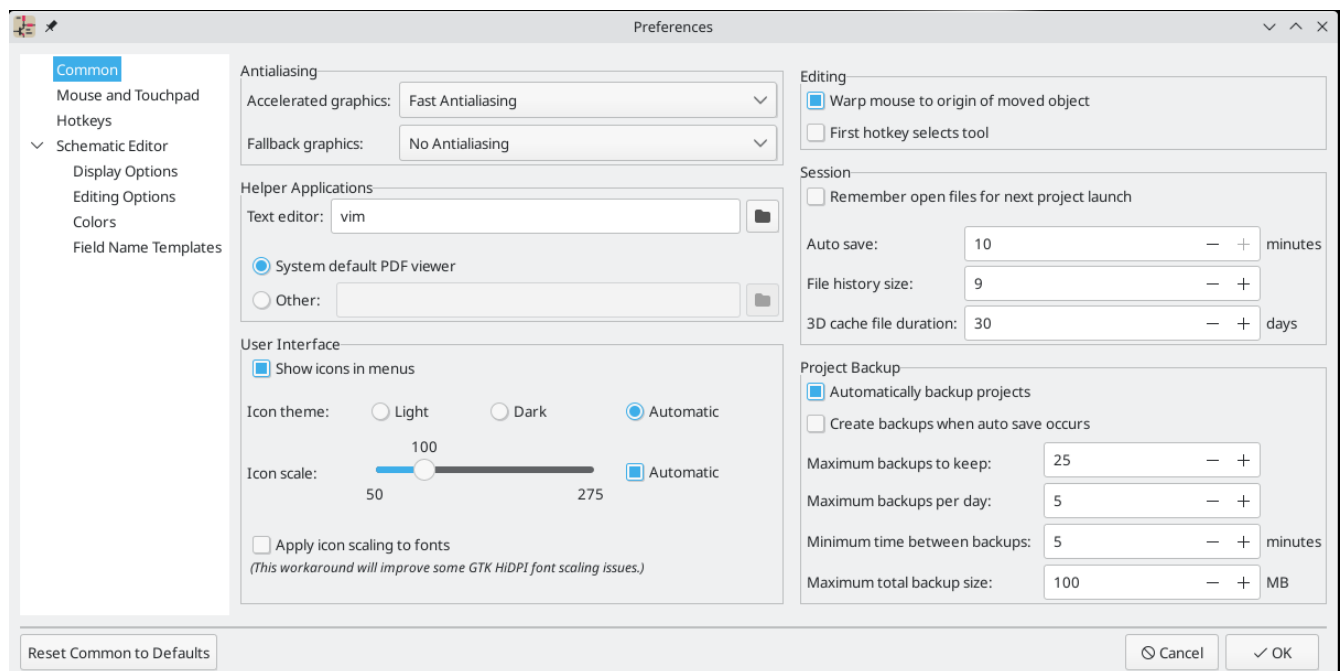 Preferences
Common
Mouse and Touchpad
Hotkeys
Schematic Editor
Display Options
Editing Options
Colors
Field Name Templates
Antialiasing
Accelerated graphics: Fast Antialiasing
Fallback graphics: No Antialiasing
Helper Applications
Text editor: vim
System default PDF viewer
Other:
User Interface
Show icons in menus
Icon theme: Light Dark Automatic
100
Icon scale: Automatic
50 275
Apply icon scaling to fonts
(This workaround will improve some GTK HiDPI font scaling issues.)
Editing
Warp mouse to origin of moved object
First hotkey selects tool
Session
Remember open files for next project launch
Auto save: 10 minutes
File history size: 9
3D cache file duration: 30 days
Project Backup
Automatically backup projects
Create backups when auto save occurs
Maximum backups to keep: 25
Maximum backups per day: 5
Minimum time between backups: 5 minutes
Maximum total backup size: 100 MB
Reset Common to Defaults
Cancel OK